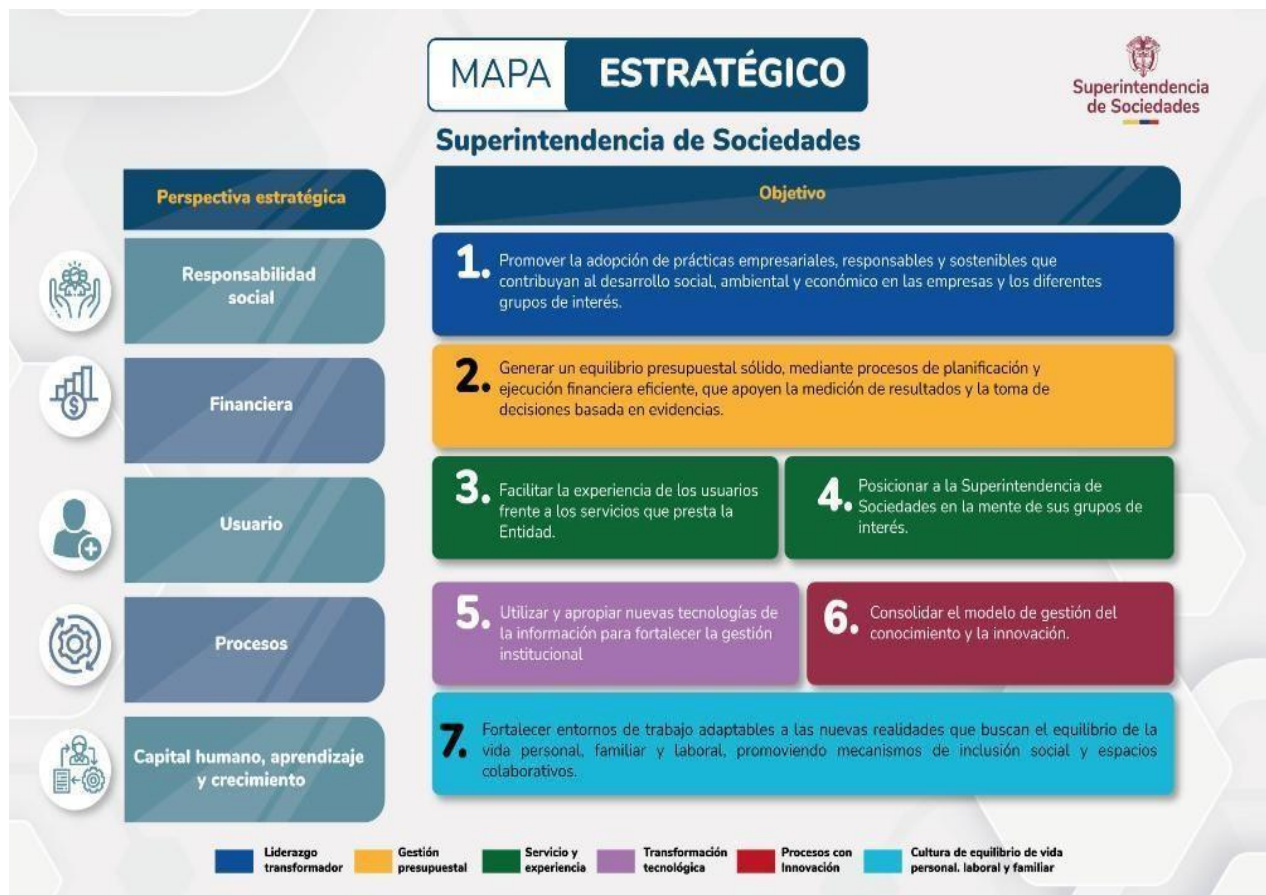 MAPA ESTRATÉGICO
Superintendencia
de Sociedades
Superintendencia de Sociedades
Perspectiva estratégica
Objetivo
Responsabilidad
social
1. Promover la adopción de prácticas empresariales, responsables y sostenibles que
contribuyan al desarrollo social, ambiental y económico en las empresas y los diferentes
grupos de interés.
Financiera
2. Generar un equilibrio presupuestal sólido, mediante procesos de planificación y
ejecución financiera eficiente, que apoyen la medición de resultados y la toma de
decisiones basada en evidencias.
Usuario
3. Facilitar la experiencia de los usuarios
frente a los servicios que presta la
Entidad.
4. Posicionar a la Superintendencia de
Sociedades en la mente de sus grupos de
interés.
Procesos
5. Utilizar y apropiar nuevas tecnologías de
la información para fortalecer la gestión
institucional
6. Consolidar el modelo de gestión del
conocimiento y la innovación.
Capital humano, aprendizaje
y crecimiento
7. Fortalecer entornos de trabajo adaptables a las nuevas realidades que buscan el equilibrio de la
vida personal, familiar y laboral, promoviendo mecanismos de inclusión social y espacios
colaborativos.
Liderazgo
transformador
Gestión
presupuestal
Servicio y
experiencia
Transformación
tecnológica
Procesos con
Innovación
Cultura de equilibrio de vida
personal. laboral y familiar